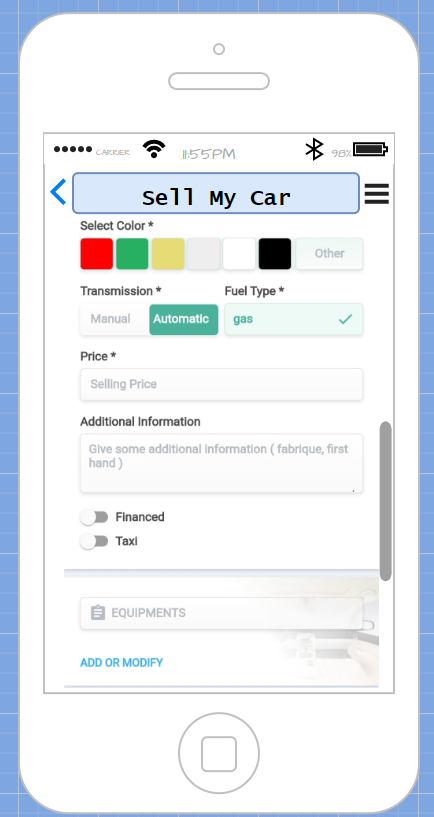 CARRIER 11:55PM 98%
Sell My Car
Select Color *
Other
Transmission * Fuel Type *
Manual Automatic gas
Price *
Selling Price
Additional Information
Give some additional information ( fabrique, first
hand )
Financed
Taxi
EQUIPMENTS
ADD OR MODIFY